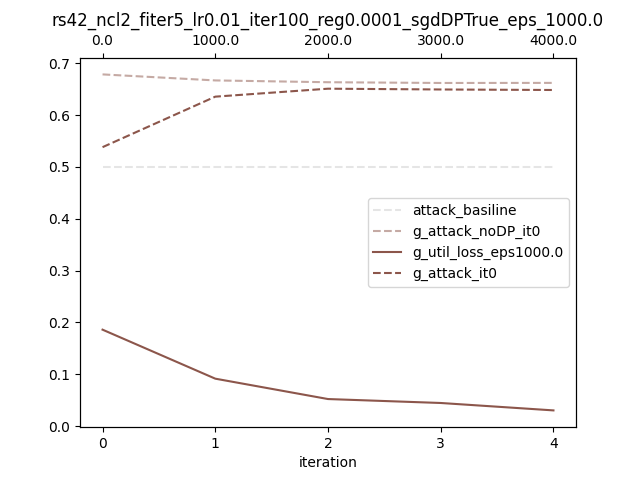 rs42_ncl2_fiter5_lr0.01_iter100_reg0.0001_sgdDPTrue_eps_1000.0
0.0 1000.0 2000.0 3000.0 4000.0
0.7
0.6
0.5
0.4
0.3
0.2
0.1
0.0
attack_basiline
g_attack_noDP_it0
g_util_loss_eps1000.0
g_attack_it0
0 1 2 3 4
iteration